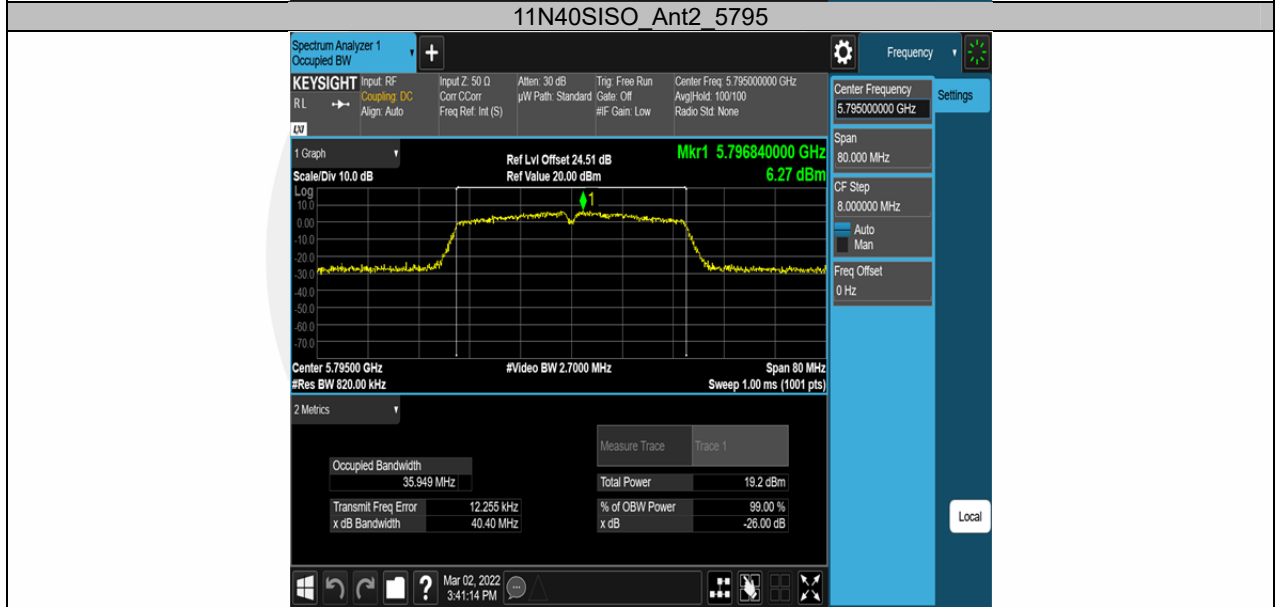 11N40SISO_Ant2_5795
Spectrum Analyzer 1
Occupied BW
+
Frequency
KEYSIGHT
RL
LXI
Input: RF
Coupling: DC
Align: Auto
Input Z: 50 Ω
Corr CCorr
Freq Ref: Int (S)
Atten: 30 dB
µW Path: Standard
Trig: Free Run
Gate: Off
#IF Gain: Low
Center Freq: 5.795000000 GHz
Avg|Hold: 100/100
Radio Std: None
Center Frequency
5.795000000 GHz
Settings
Span
80.000 MHz
CF Step
8.000000 MHz
Auto
Man
Freq Offset
0 Hz
1 Graph
Scale/Div 10.0 dB
Ref Lvl Offset 24.51 dB
Ref Value 20.00 dBm
Mkr1 5.796840000 GHz
6.27 dBm
Log
10.0
0.00
-10.0
-20.0
-30.0
-40.0
-50.0
-60.0
-70.0
1
Center 5.79500 GHz
#Video BW 2.7000 MHz
Span 80 MHz
#Res BW 820.00 kHz
Sweep 1.00 ms (1001 pts)
2 Metrics
Measure Trace Trace 1
Occupied Bandwidth
35.949 MHz
Total Power 19.2 dBm
Transmit Freq Error 12.255 kHz
% of OBW Power 99.00 %
x dB Bandwidth 40.40 MHz
x dB -26.00 dB
Local
?
Mar 02, 2022
3:41:14 PM